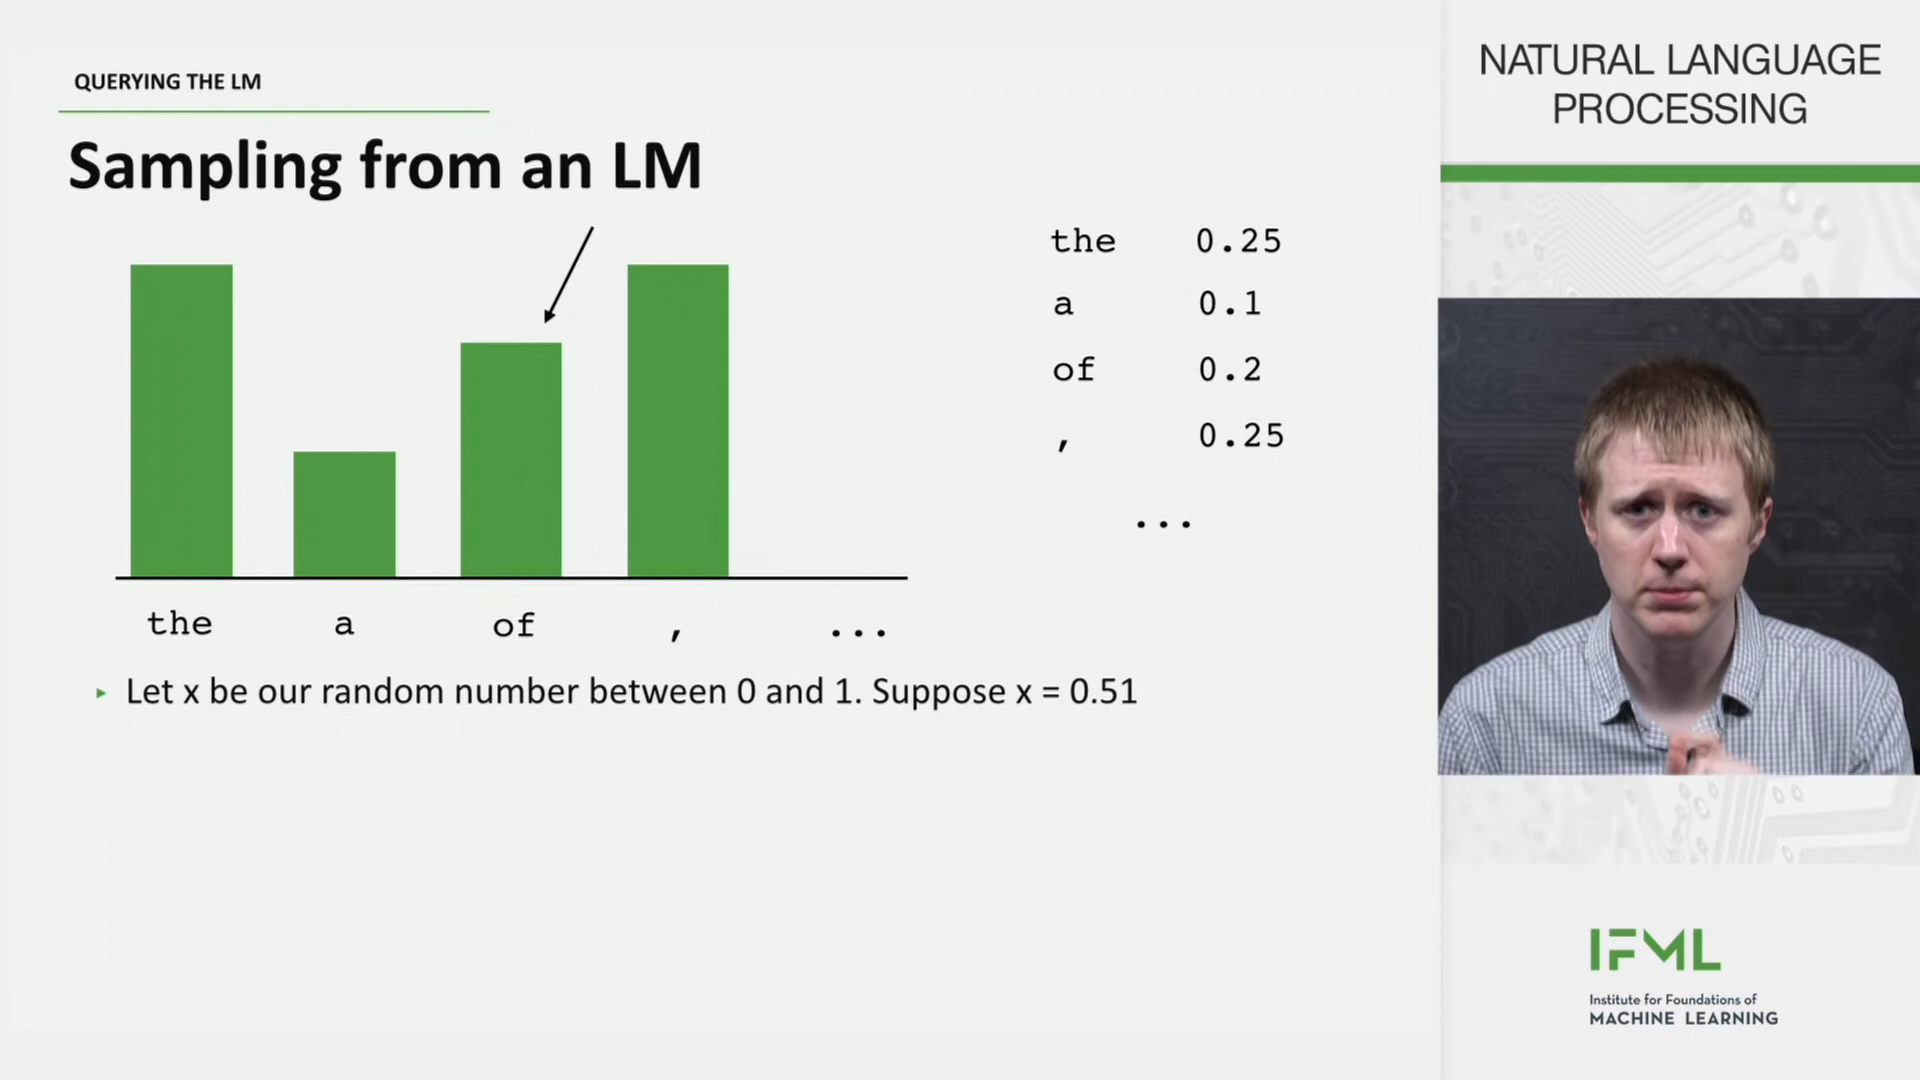 QUERYING THE LM
Sampling from an LM
the 0.25
a 0.1
of 0.2
, 0.25
...
the a of , ...
▸ Let x be our random number between 0 and 1. Suppose x = 0.51
NATURAL LANGUAGE
PROCESSING
IFML
Institute for Foundations of
MACHINE LEARNING